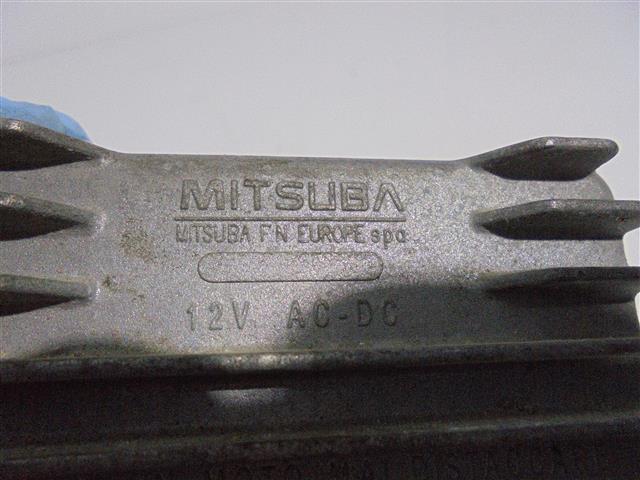 MITSUBA
MITSUBA F.N EUROPE spa
12V AC-DC